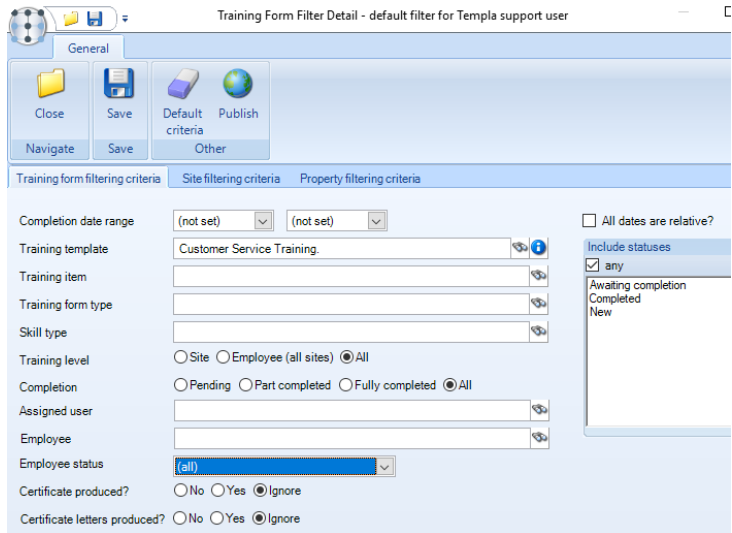 Training Form Filter Detail - default filter for Templa support user
General
Close
Save
Default criteria
Publish
Navigate
Save
Other
Training form filtering criteria
Site filtering criteria
Property filtering criteria
Completion date range (not set) (not set)
All dates are relative?
Training template Customer Service Training.
Include statuses
any
Training item
Awaiting completion
Completed
New
Training form type
Skill type
Training level Site Employee (all sites) All
Completion Pending Part completed Fully completed All
Assigned user
Employee
Employee status (all)
Certificate produced? No Yes Ignore
Certificate letters produced? No Yes Ignore